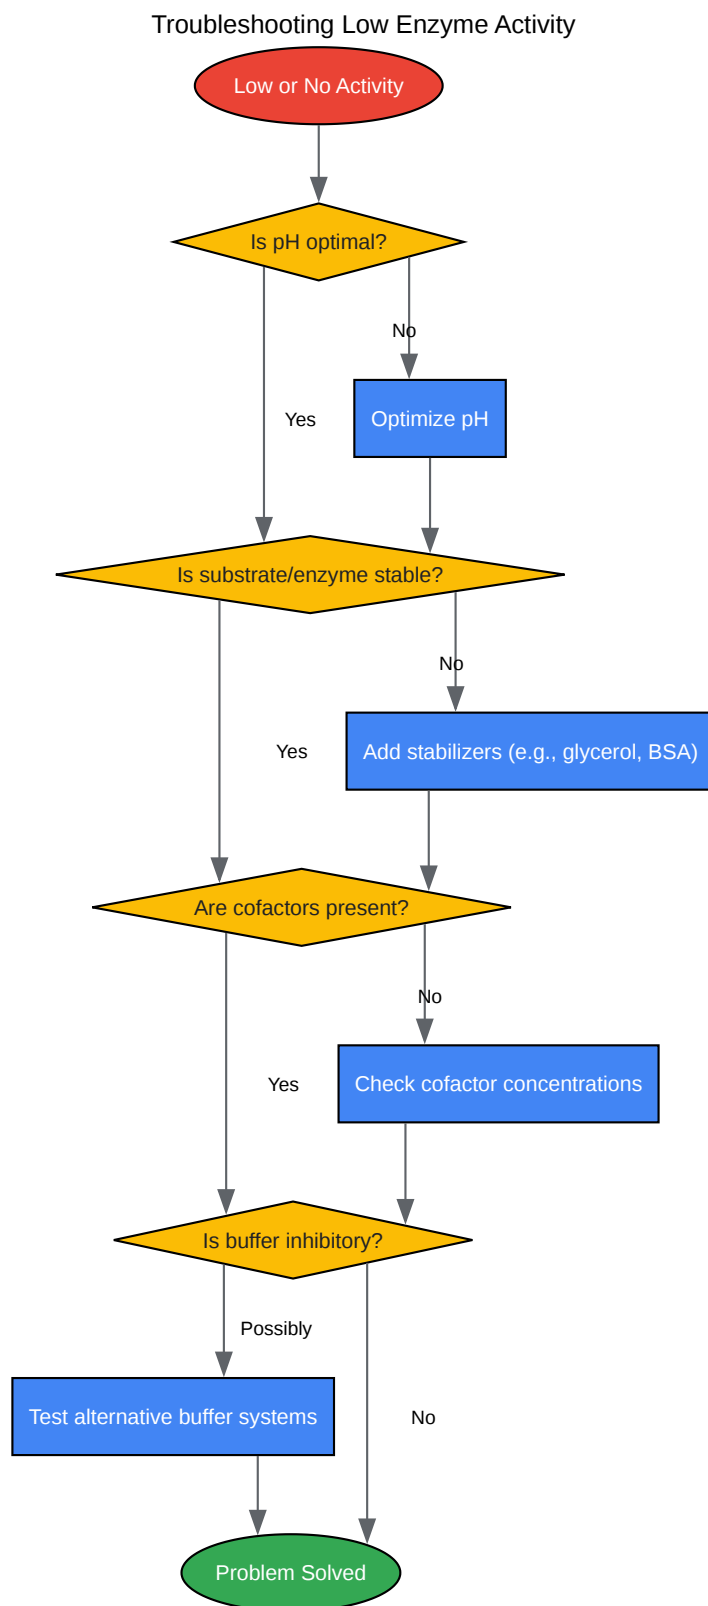 Troubleshooting Low Enzyme Activity
Low or No Activity
Is pH optimal?
No
Yes
Optimize pH
Is substrate/enzyme stable?
No
Yes
Add stabilizers (e.g., glycerol, BSA)
Are cofactors present?
No
Yes
Check cofactor concentrations
Is buffer inhibitory?
Possibly
Test alternative buffer systems
No
Problem Solved